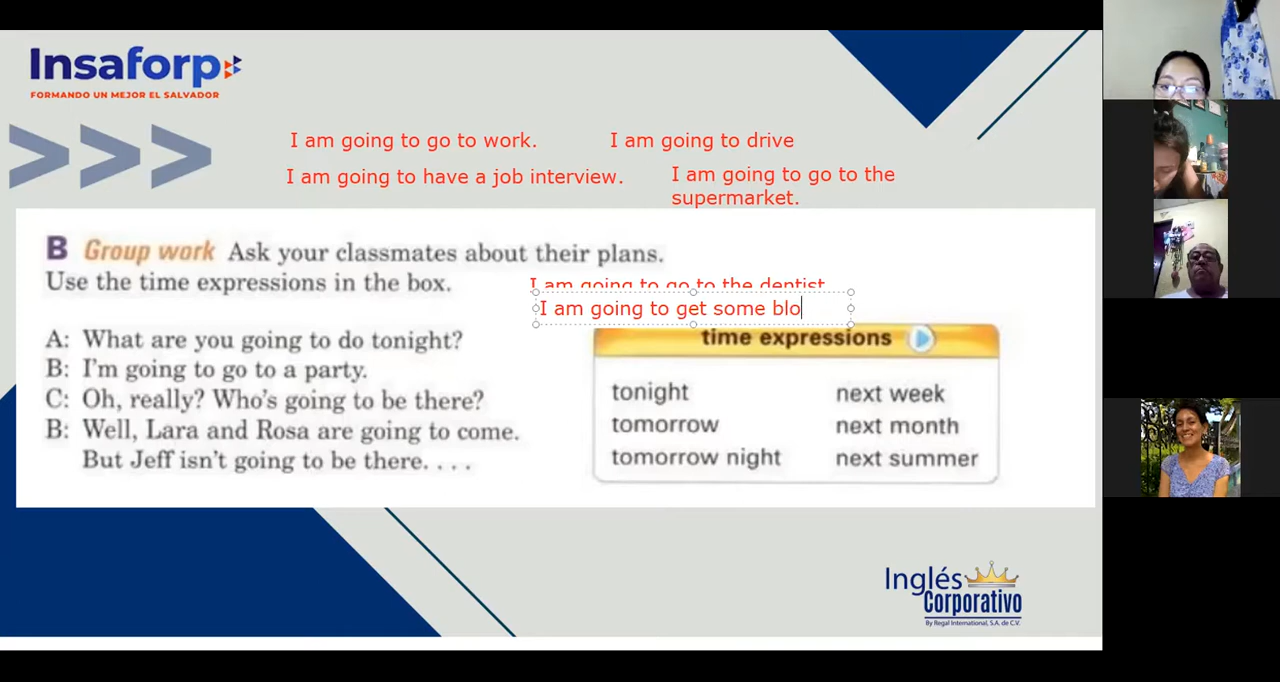 Insaforp
FORMANDO UN MEJOR EL SALVADOR
I am going to go to work.
I am going to drive
I am going to have a job interview.
I am going to go to the
supermarket.
B Group work Ask your classmates about their plans.
Use the time expressions in the box.
I am going to go to the dentist
I am going to get some blo
A: What are you going to do tonight?
B: I'm going to go to a party.
C: Oh, really? Who's going to be there?
B: Well, Lara and Rosa are going to come.
But Jeff isn't going to be there. . . .
time expressions
tonight next week
tomorrow next month
tomorrow night next summer
Inglés
Corporativo
By Regal International, S.A. de C.V.